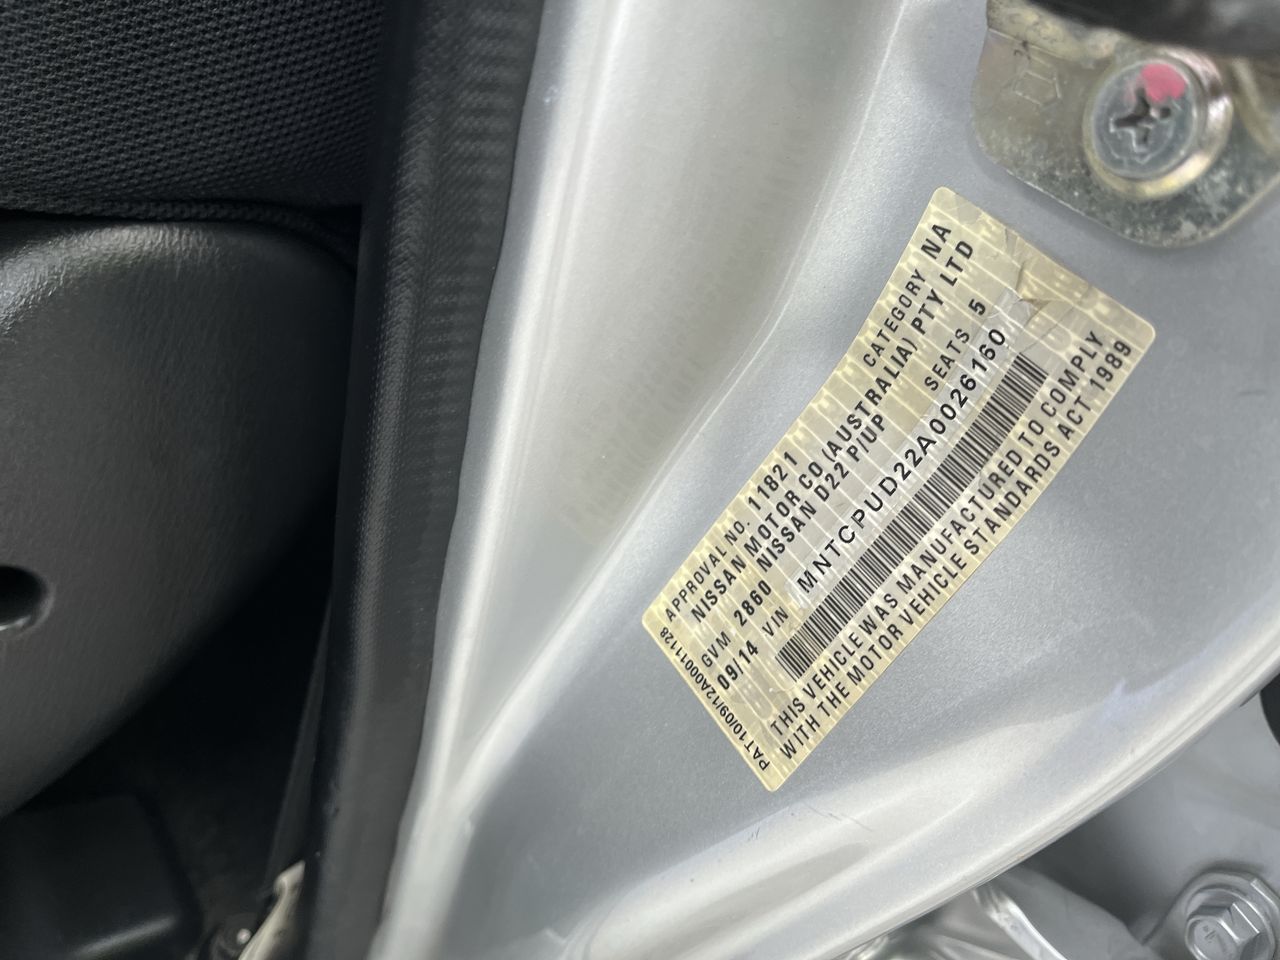 APPROVAL NO. 11821 CATEGORY NA
NISSAN MOTOR CO (AUSTRALIA) PTY LTD
NISSAN D22 P/UP SEATS 5
GVM 2860
09/14 VIN MNTCPUD22A0026160
THIS VEHICLE WAS MANUFACTURED TO COMPLY
WITH THE MOTOR VEHICLE STANDARDS ACT 1989
PAT10/09/12A00011128